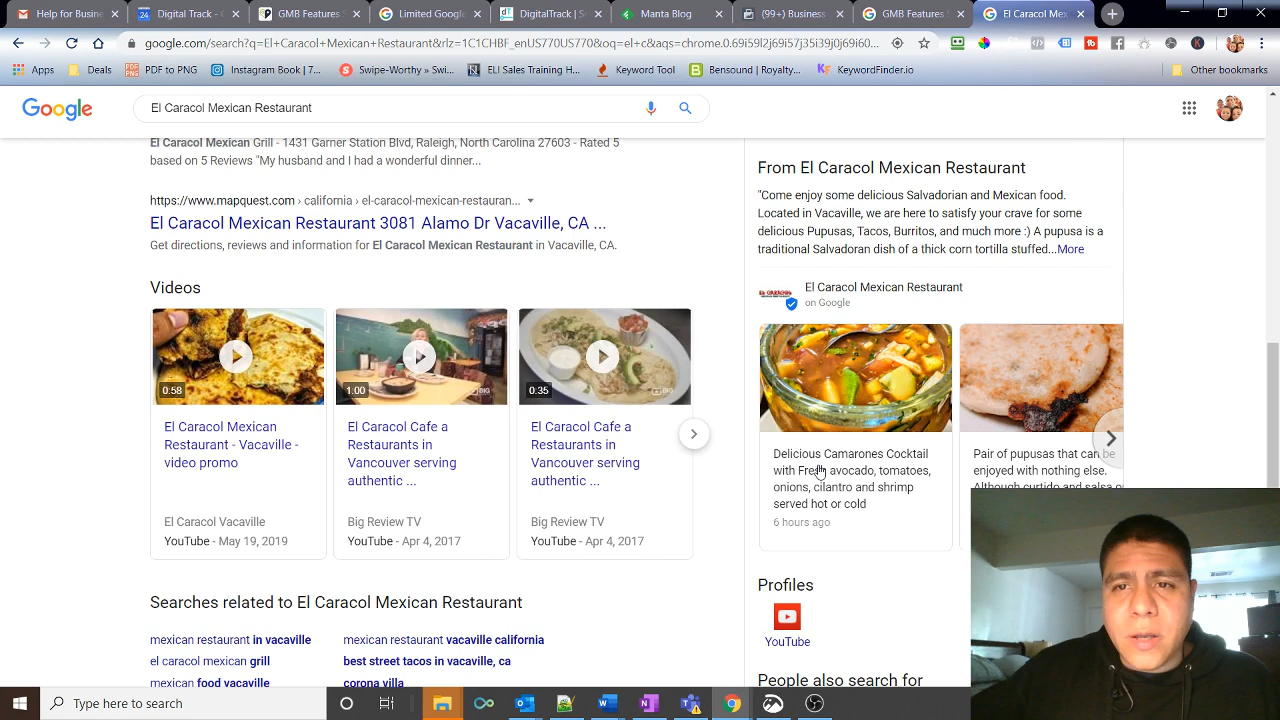 Help for Busine
Digital Track - C
GMB Features S
Limited Google
DigitalTrack | S
Manta Blog
(99+) Business
GMB Features S
El Caracol Mexi
google.com/search?q=El+Caracol+Mexican+Restaurant&rlz=1C1CHBF_enUS770US770&oq=el+c&aqs=chrome.0.69i59l2j69i57j35i39j0j69i60...
Apps
Deals
PDF to PNG
Instagram Book | 7...
Swipe-Worthy » Swi...
ELI Sales Training H...
Keyword Tool
Bensound | Royalty...
KeywordFinder.io
Other bookmarks
Google
El Caracol Mexican Restaurant
El Caracol Mexican Grill - 1431 Garner Station Blvd, Raleigh, North Carolina 27603 - Rated 5
based on 5 Reviews "My husband and I had a wonderful dinner...
https://www.mapquest.com › california › el-caracol-mexican-restauran...
El Caracol Mexican Restaurant 3081 Alamo Dr Vacaville, CA ...
Get directions, reviews and information for El Caracol Mexican Restaurant in Vacaville, CA.
Videos
0:58
1:00
0:35
El Caracol Mexican
Restaurant - Vacaville -
video promo
El Caracol Vacaville
YouTube - May 19, 2019
El Caracol Cafe a
Restaurants in
Vancouver serving
authentic ...
Big Review TV
YouTube - Apr 4, 2017
El Caracol Cafe a
Restaurants in
Vancouver serving
authentic ...
Big Review TV
YouTube - Apr 4, 2017
Searches related to El Caracol Mexican Restaurant
mexican restaurant in vacaville
el caracol mexican grill
mexican food vacaville
mexican restaurant vacaville california
best street tacos in vacaville, ca
corona villa
From El Caracol Mexican Restaurant
"Come enjoy some delicious Salvadorian and Mexican food.
Located in Vacaville, we are here to satisfy your crave for some
delicious Pupusas, Tacos, Burritos, and much more :) A pupusa is a
traditional Salvadoran dish of a thick corn tortilla stuffed...More
El Caracol Mexican Restaurant
on Google
Delicious Camarones Cocktail
with Fresh avocado, tomatoes,
onions, cilantro and shrimp
served hot or cold
6 hours ago
Pair of pupusas that can be
enjoyed with nothing else.
Although curtido and salsa
Profiles
YouTube
People also search for
Type here to search